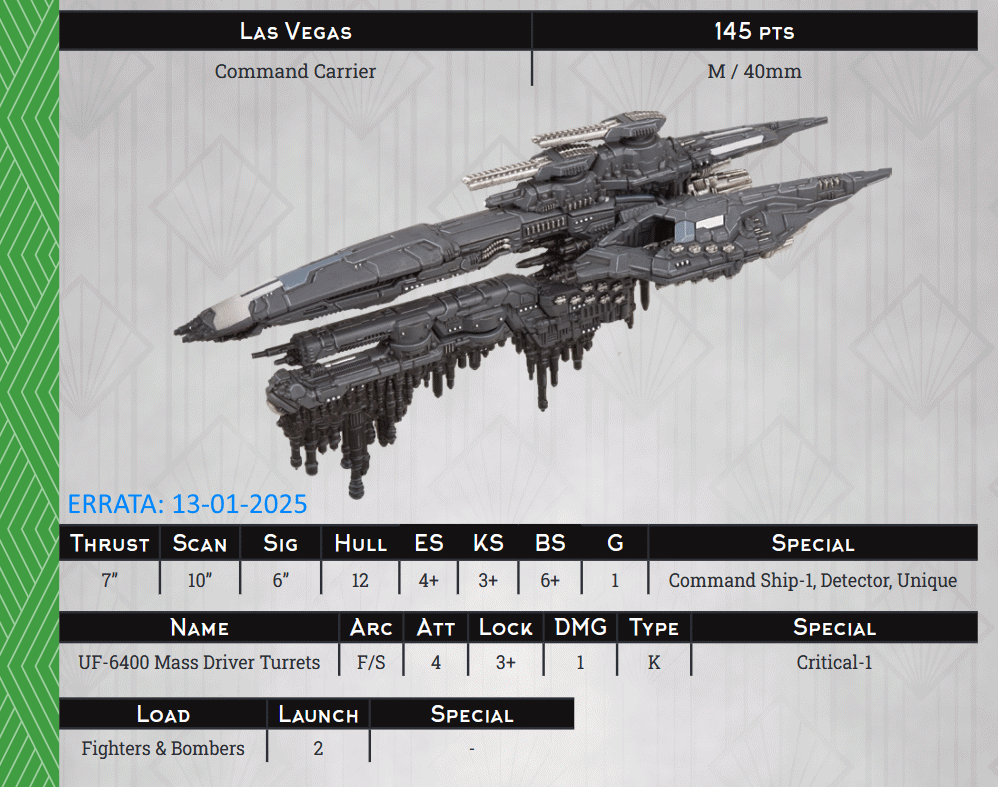 Las Vegas 145 pts
Command Carrier M / 40mm
ERRATA: 13-01-2025
Thrust Scan Sig Hull ES KS BS G Special
7” 10” 6” 12 4+ 3+ 6+ 1 Command Ship-1, Detector, Unique
Name Arc Att Lock DMG Type Special
UF-6400 Mass Driver Turrets F/S 4 3+ 1 K Critical-1
Load Launch Special
Fighters & Bombers 2 -